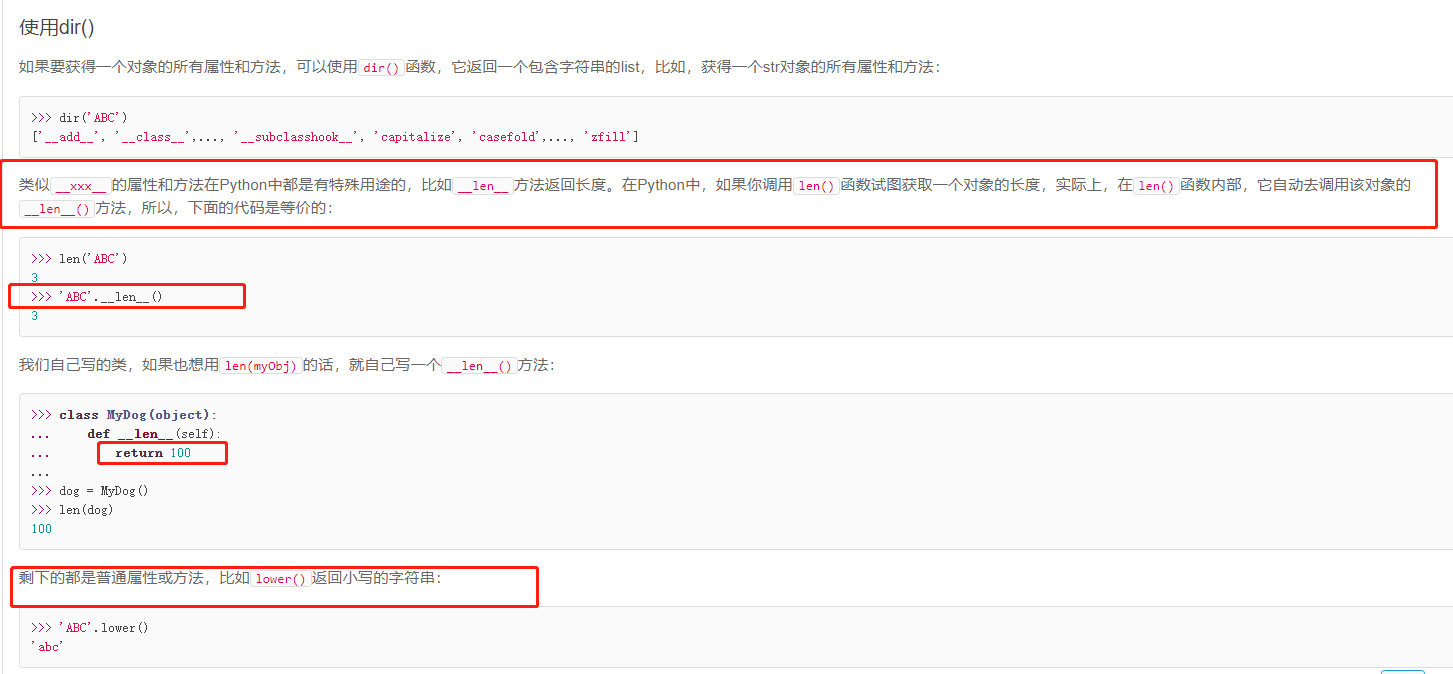 使用dir()
如果要获得一个对象的所有属性和方法，可以使用dir()函数，它返回一个包含字符串的list，比如，获得一个str对象的所有属性和方法：
>>> dir('ABC')
['__add__', '__class__',..., '__subclasshook__', 'capitalize', 'casefold',..., 'zfill']
类似__xxx__的属性和方法在Python中都是有特殊用途的，比如__len__方法返回长度。在Python中，如果你调用len()函数试图获取一个对象的长度，实际上，在len()函数内部，它自动去调用该对象的
__len__()方法，所以，下面的代码是等价的：
>>> len('ABC')
3
>>> 'ABC'.__len__()
3
我们自己写的类，如果也想用len(myObj)的话，就自己写一个__len__()方法：
>>> class MyDog(object):
...     def __len__(self):
...         return 100
...
>>> dog = MyDog()
>>> len(dog)
100
剩下的都是普通属性或方法，比如lower()返回小写的字符串：
>>> 'ABC'.lower()
'abc'